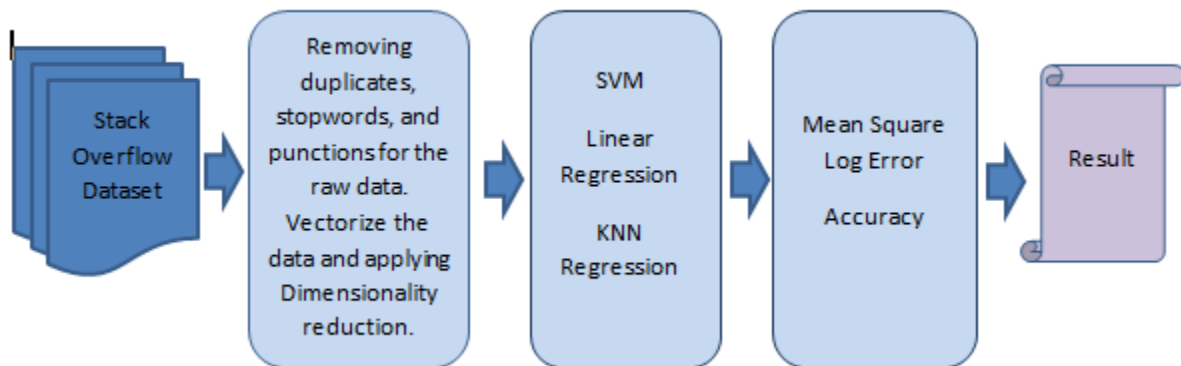 Stack
Overflow
Dataset
Removing
duplicates,
stopwords, and
punctions for the
raw data.
Vectorize the
data and applying
Dimensionality
reduction.
SVM
Linear
Regression
KNN
Regression
Mean Square
Log Error
Accuracy
Result